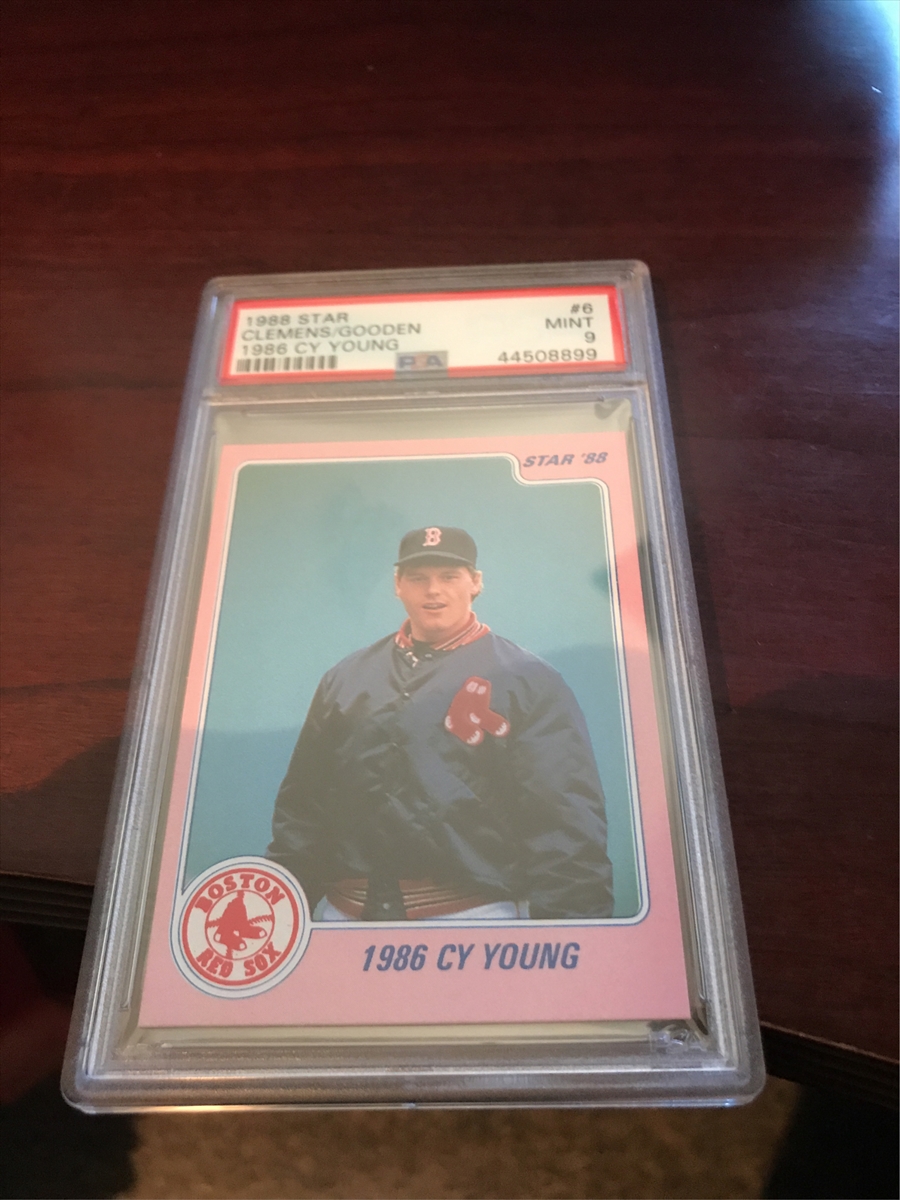 1988 STAR
CLEMENS/GOODEN
1986 CY YOUNG
#6
MINT
9
44508899
PSA
STAR '88
B
BOSTON
RED SOX
1986 CY YOUNG